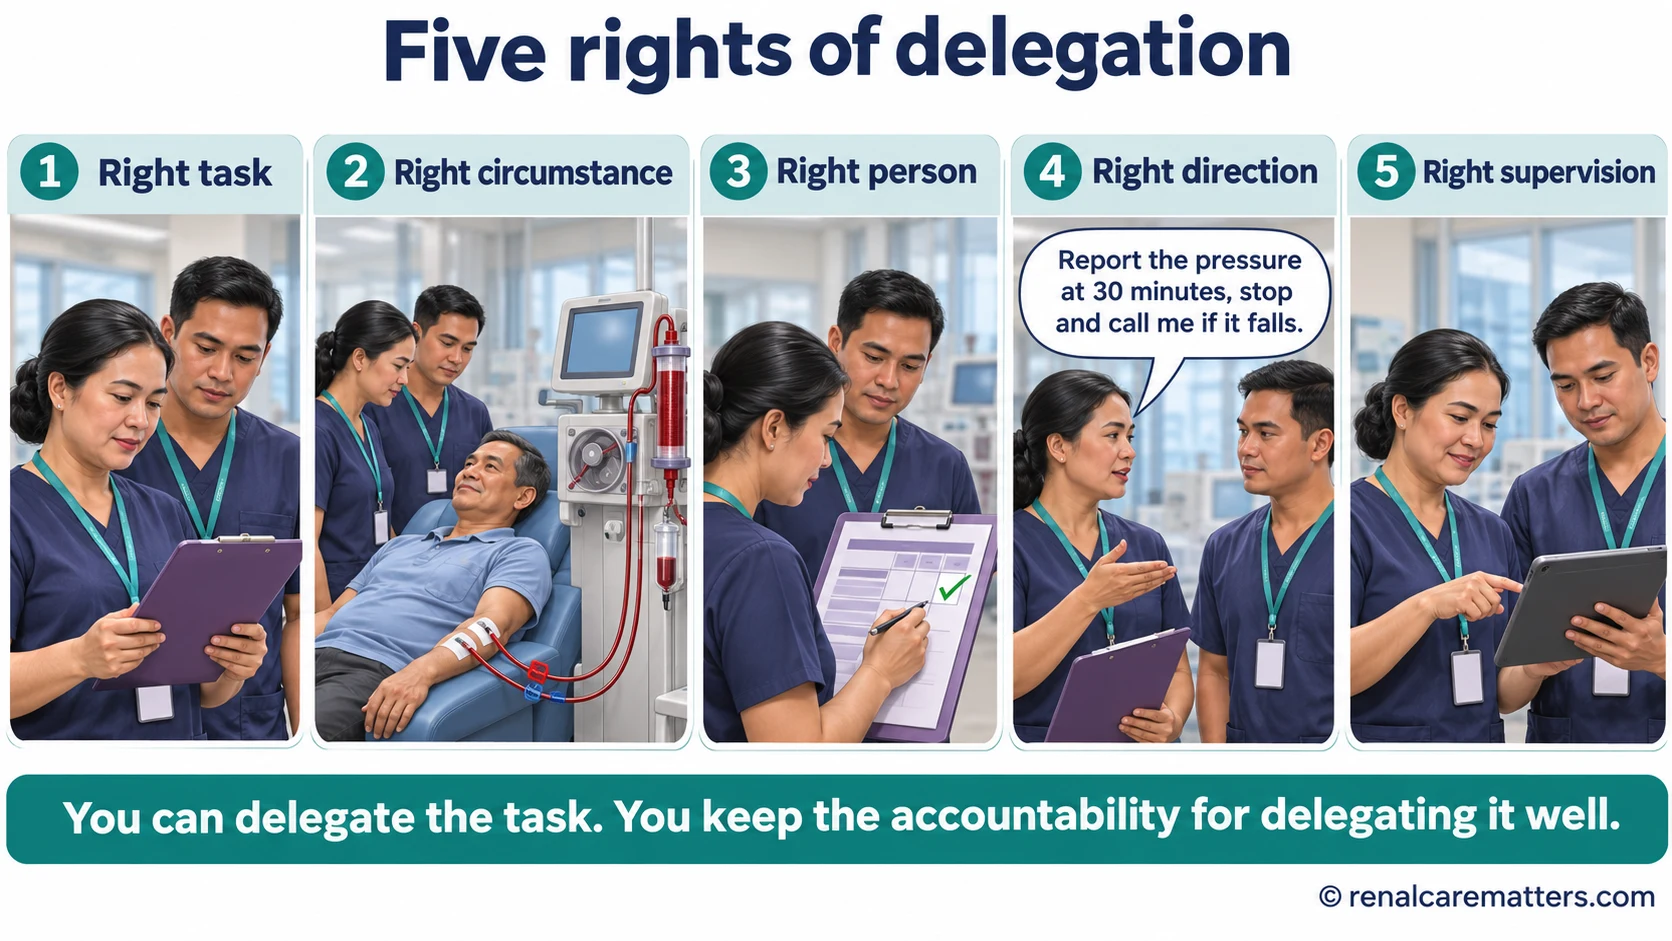 Five rights of delegation
1 Right task
2 Right circumstance
3 Right person
4 Right direction
5 Right supervision
Report the pressure
at 30 minutes, stop
and call me if it falls.
You can delegate the task. You keep the accountability for delegating it well.
© renalcarematters.com